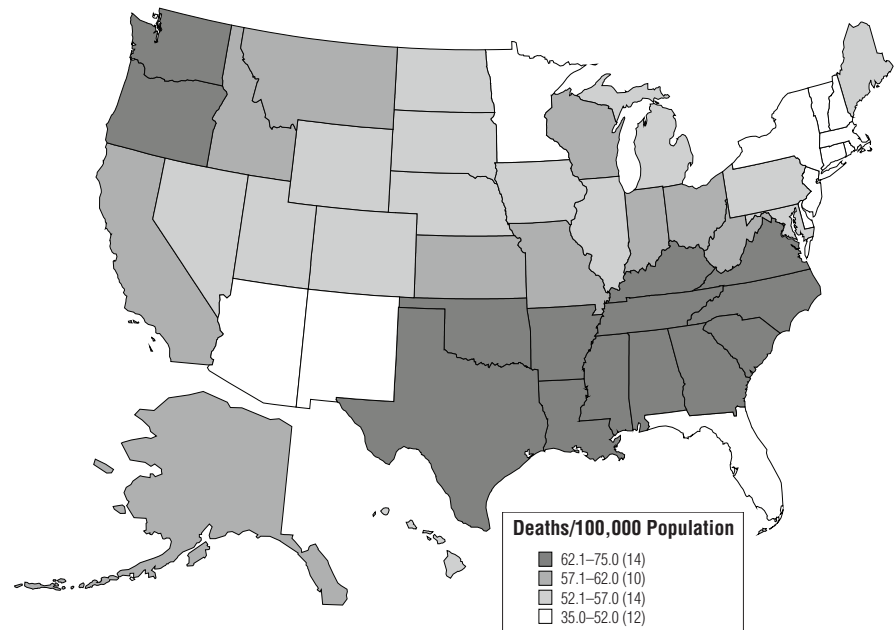 Deaths/100,000 Population
62.1–75.0 (14)
57.1–62.0 (10)
52.1–57.0 (14)
35.0–52.0 (12)